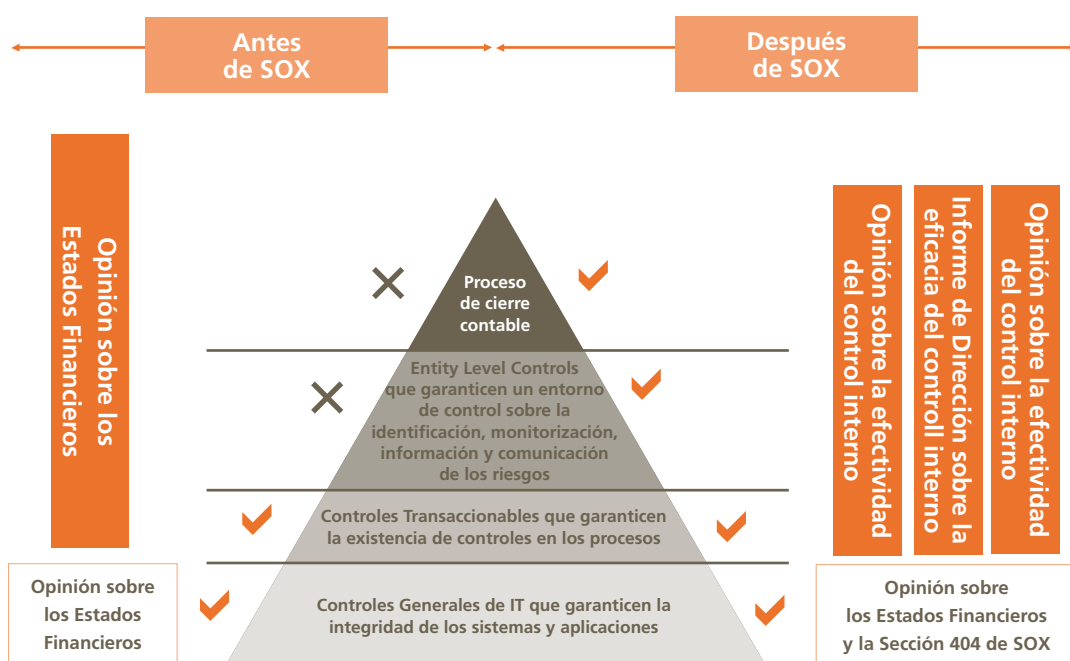 Antes
de SOX
Después
de SOX
Opinión sobre los
Estados Financieros
Proceso
de cierre
contable
Entity Level Controls
que garanticen un entorno
de control sobre la
identificación, monitorización,
información y comunicación
de los riesgos
Controles Transaccionables que garanticen
la existencia de controles en los procesos
Controles Generales de IT que garanticen la
integridad de los sistemas y aplicaciones
Opinión sobre
los Estados
Financieros
Opinión sobre la efectividad
del control interno
Informe de Dirección sobre la
eficacia del controll interno
Opinión sobre la efectividad
del control interno
Opinión sobre
los Estados Financieros
y la Sección 404 de SOX